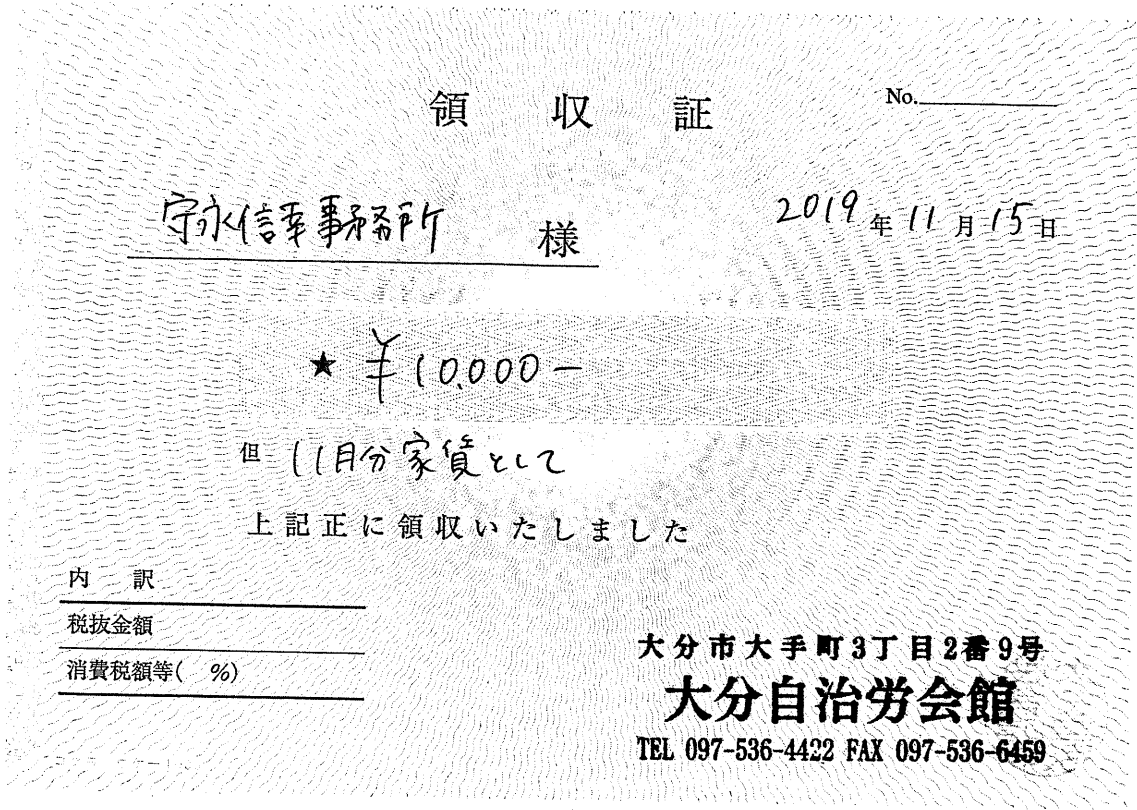 領収証
No.
守永信幸事務所 様
2019年11月15日
★ ¥10,000-
但 11月分家賃として
上記正に領収いたしました
内訳
税抜金額
消費税額等( %)
大分市大手町3丁目2番9号
大分自治労会館
TEL 097-536-4422 FAX 097-536-6459